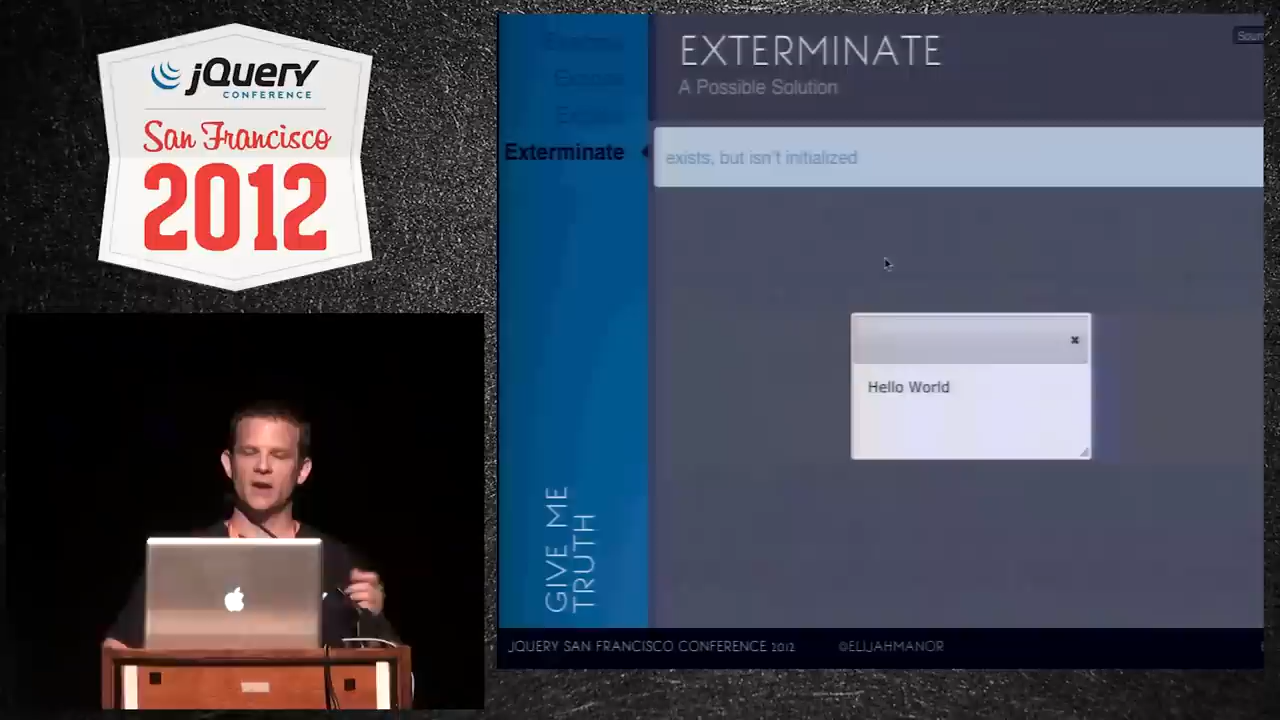 jQuery
CONFERENCE
San Francisco
2012
EXTERMINATE
A Possible Solution
Exterminate
exists, but isn't initialized
Hello World
GIVE ME
TRUTH
JQUERY SAN FRANCISCO CONFERENCE 2012
@ELIJAHMANOR